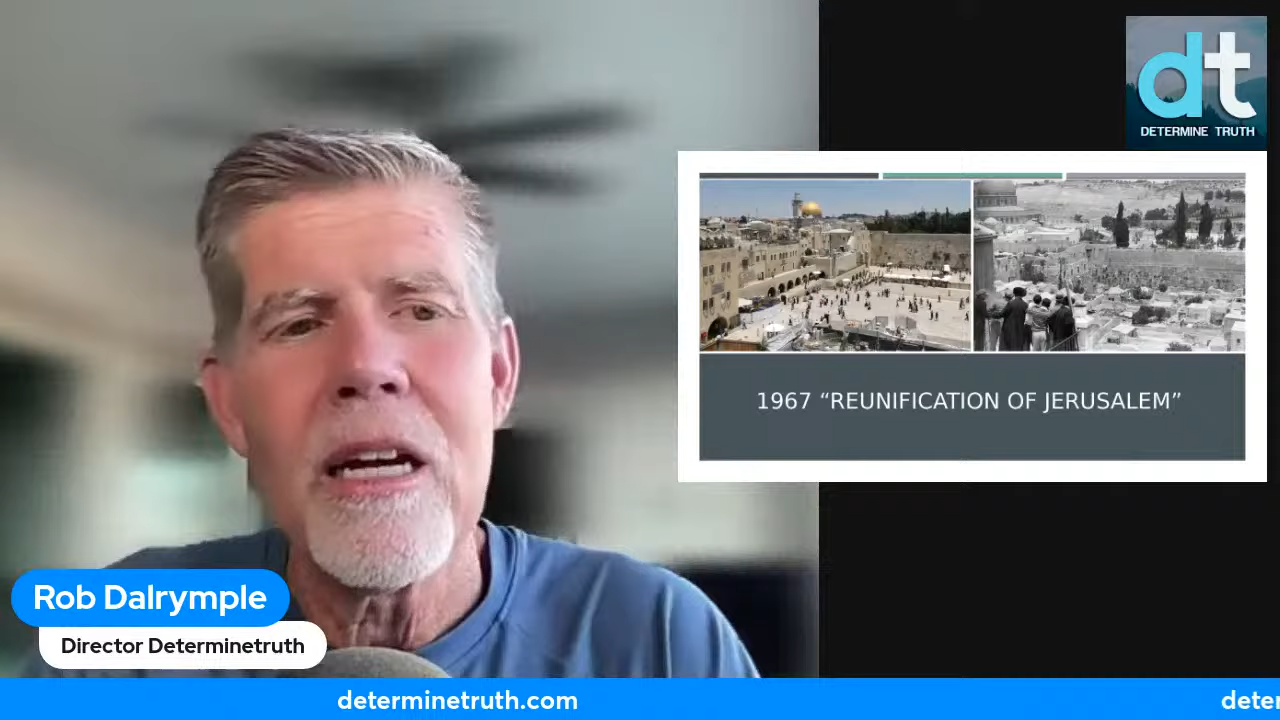 dt
DETERMINE TRUTH
1967 “REUNIFICATION OF JERUSALEM”
Rob Dalrymple
Director Determinetruth
determinetruth.com
deter